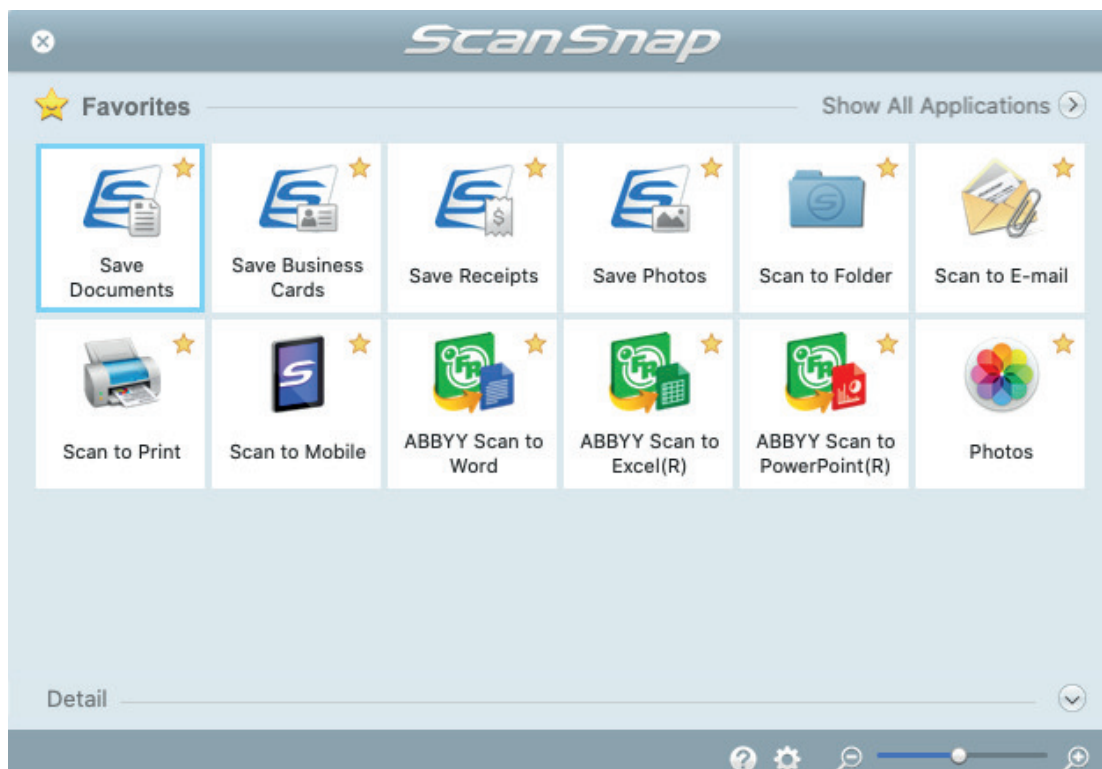 ScanSnap
Favorites
Show All Applications
Save
Documents
Save Business
Cards
Save Receipts
Save Photos
Scan to Folder
Scan to E-mail
Scan to Print
Scan to Mobile
ABBYY Scan to
Word
ABBYY Scan to
Excel(R)
ABBYY Scan to
PowerPoint(R)
Photos
Detail